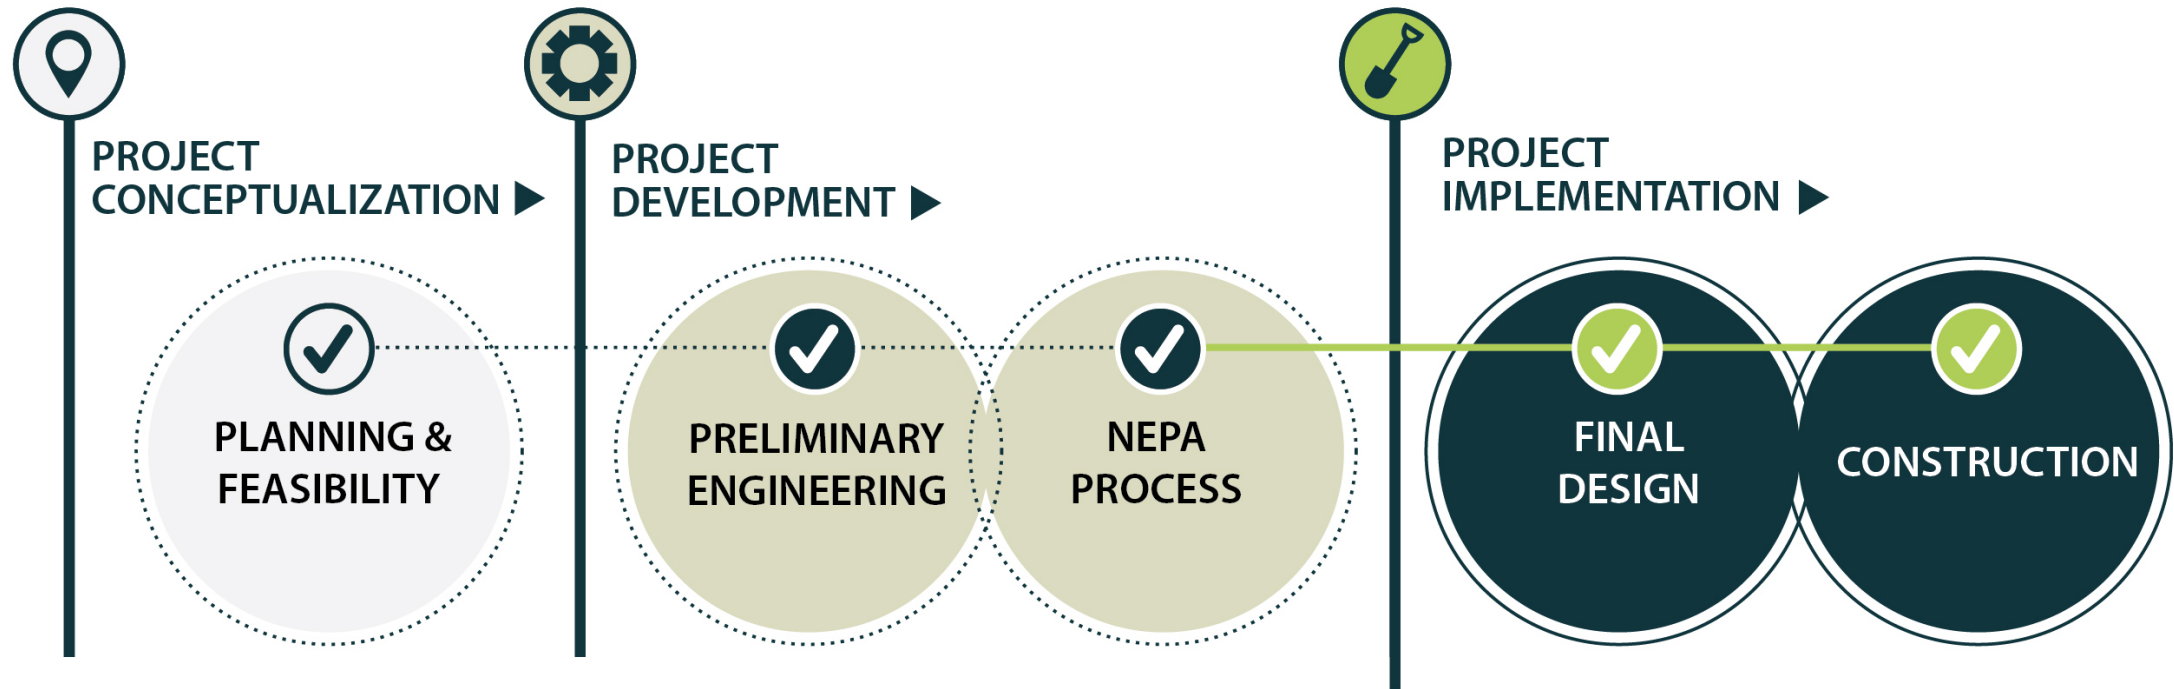 PROJECT
CONCEPTUALIZATION
PLANNING &
FEASIBILITY
PROJECT
DEVELOPMENT
PRELIMINARY
ENGINEERING
NEPA
PROCESS
PROJECT
IMPLEMENTATION
FINAL
DESIGN
CONSTRUCTION